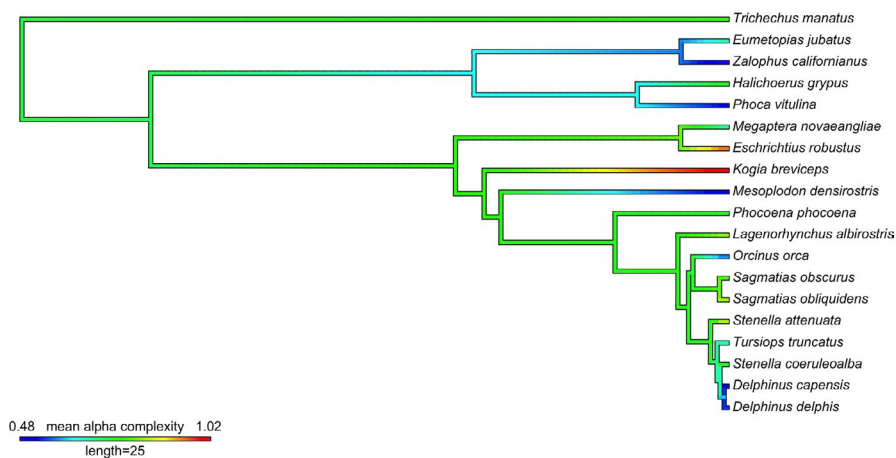 Trichechus manatus
Eumetopias jubatus
Zalophus californianus
Halichoerus grypus
Phoca vitulina
Megaptera novaeangliae
Eschrichtius robustus
Kogia breviceps
Mesoplodon densirostris
Phocoena phocoena
Lagenorhynchus albirostris
Orcinus orca
Sagmatias obscurus
Sagmatias obliquidens
Stenella attenuata
Tursiops truncatus
Stenella coeruleoalba
Delphinus capensis
Delphinus delphis
0.48 mean alpha complexity 1.02
length=25